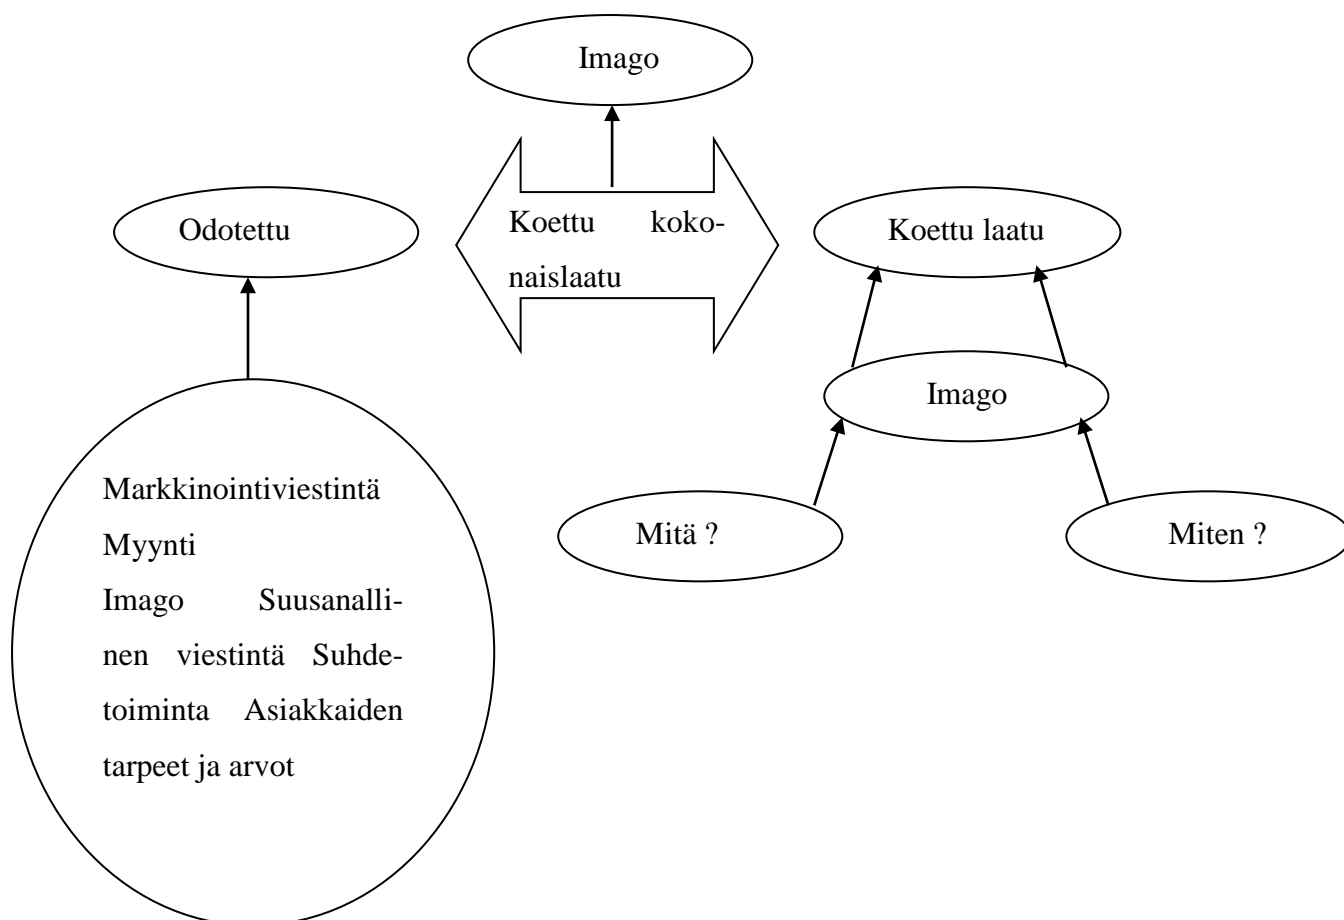 Imago
Odotettu
Koettu koko-
naislaatu
Koettu laatu
Imago
Mitä ?
Miten ?
Markkinointiviestintä
Myynti
Imago Suusanalli-
nen viestintä Suhde-
toiminta Asiakkaiden
tarpeet ja arvot